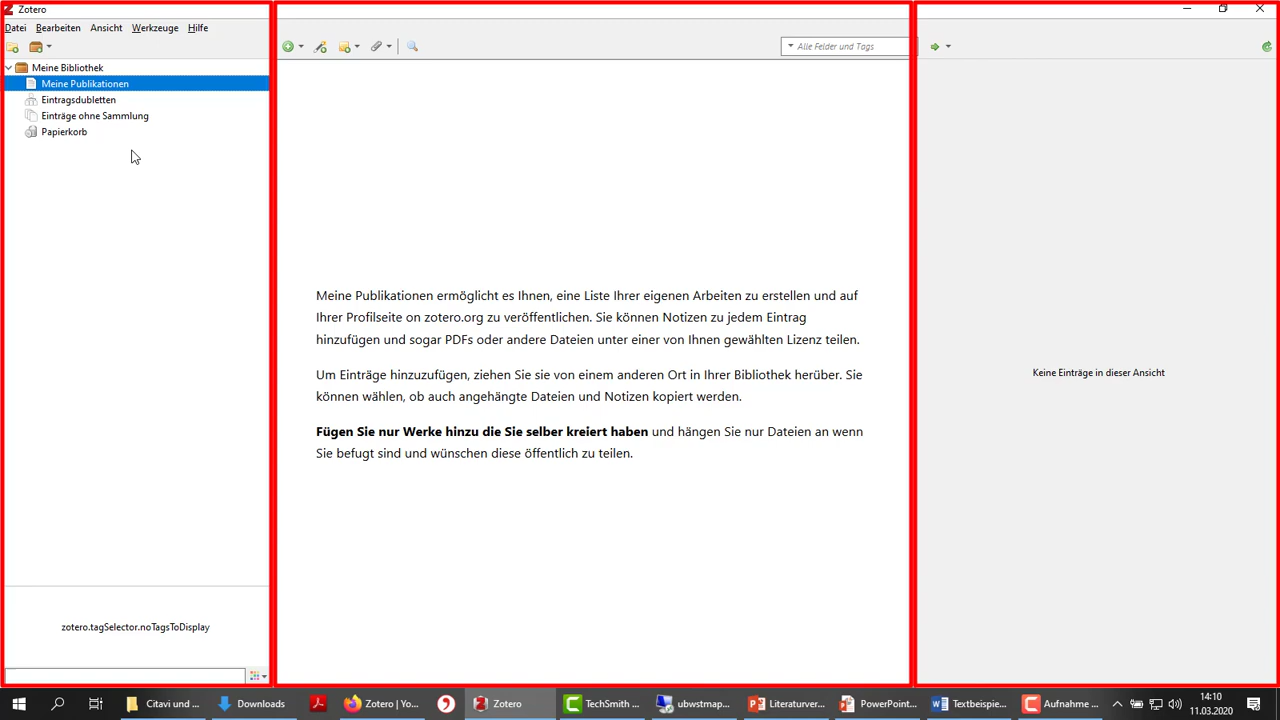 Zotero
Datei Bearbeiten Ansicht Werkzeuge Hilfe
Alle Felder und Tags
Meine Bibliothek
Meine Publikationen
Eintragsdubletten
Einträge ohne Sammlung
Papierkorb
Meine Publikationen ermöglicht es Ihnen, eine Liste Ihrer eigenen Arbeiten zu erstellen und auf
Ihrer Profilseite on zotero.org zu veröffentlichen. Sie können Notizen zu jedem Eintrag
hinzufügen und sogar PDFs oder andere Dateien unter einer von Ihnen gewählten Lizenz teilen.
Um Einträge hinzuzufügen, ziehen Sie sie von einem anderen Ort in Ihrer Bibliothek herüber. Sie
können wählen, ob auch angehängte Dateien und Notizen kopiert werden.
Fügen Sie nur Werke hinzu die Sie selber kreiert haben und hängen Sie nur Dateien an wenn
Sie befugt sind und wünschen diese öffentlich zu teilen.
Keine Einträge in dieser Ansicht
zotero.tagSelector.noTagsToDisplay
Citavi und ... Downloads Zotero | Yo... Zotero TechSmith ... ubwstmap... Literaturver... PowerPoint... Textbeispie... Aufnahme ... 14:10
11.03.2020